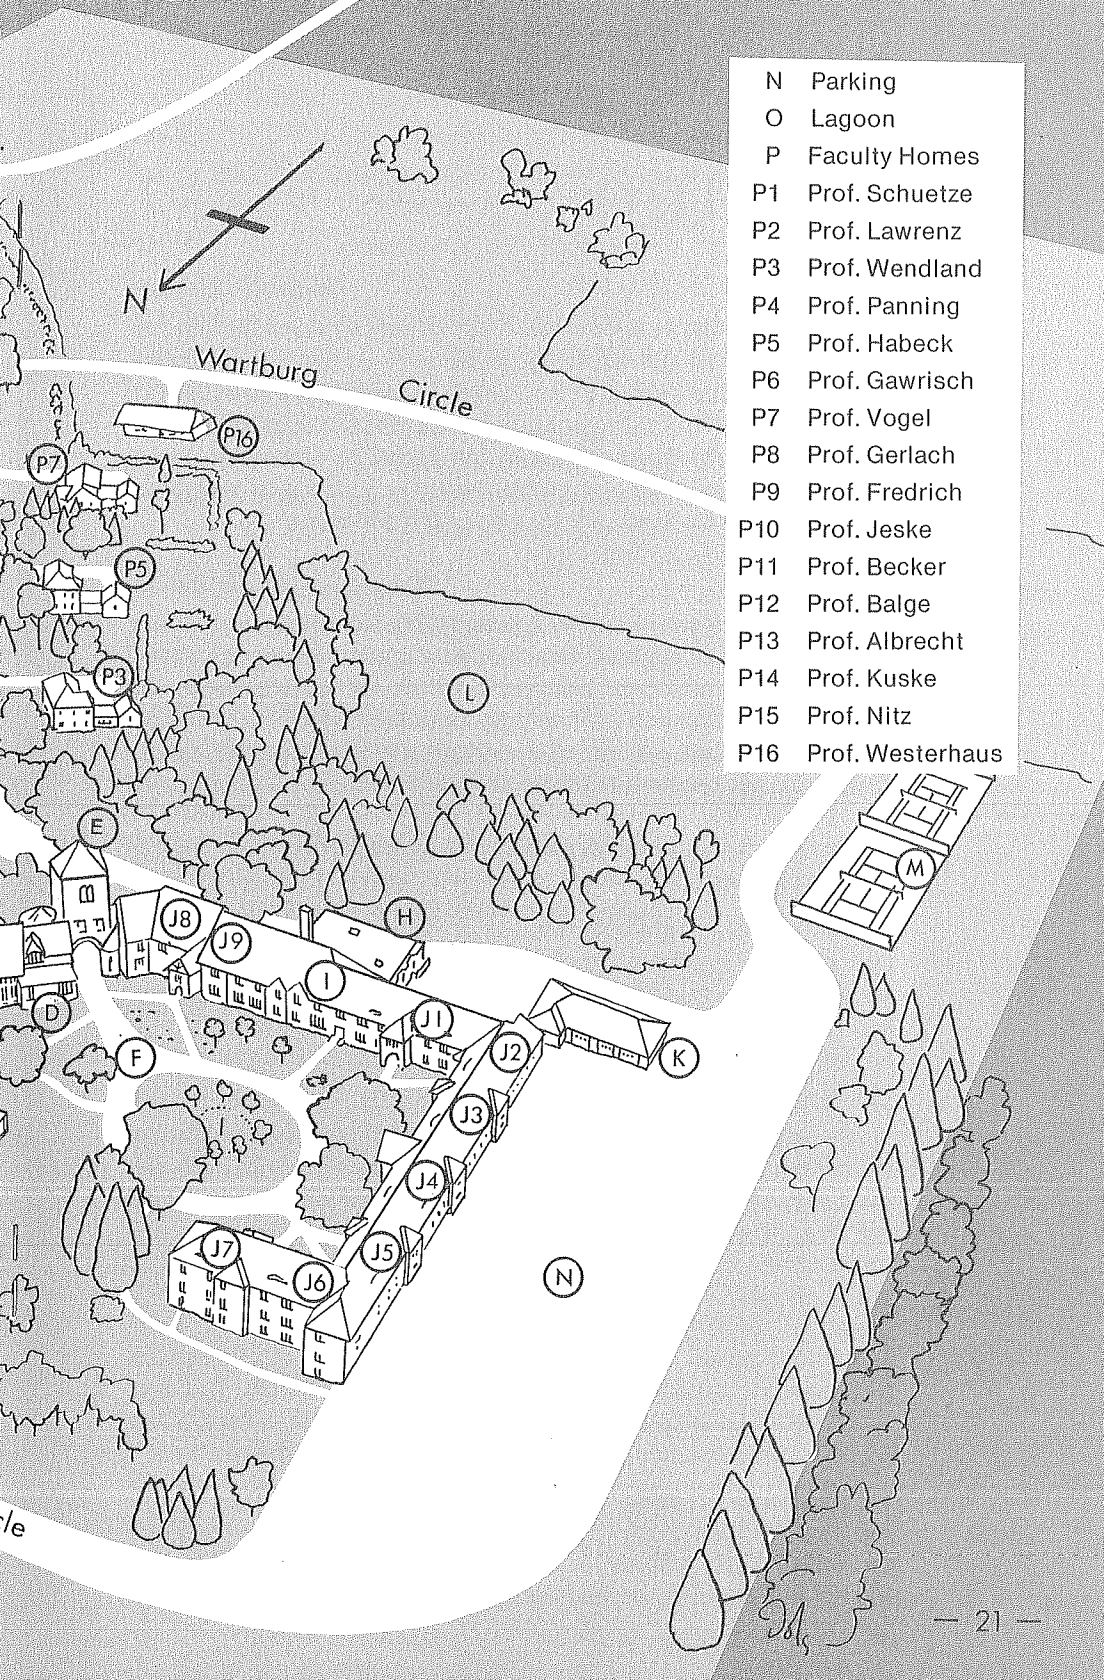 N Parking
O Lagoon
P Faculty Homes
P1 Prof. Schuetze
P2 Prof. Lawrenz
P3 Prof. Wendland
P4 Prof. Panning
P5 Prof. Habeck
P6 Prof. Gawrisch
P7 Prof. Vogel
P8 Prof. Gerlach
P9 Prof. Fredrich
P10 Prof. Jeske
P11 Prof. Becker
P12 Prof. Balge
P13 Prof. Albrecht
P14 Prof. Kuske
P15 Prof. Nitz
P16 Prof. Westerhaus
N
Wartburg Circle
P16
P7
P5
P3
L
E
M
J8
J9
H
I
D
J1
F
J2
K
J3
J4
J7
J5
J6
N
cle
— 21 —